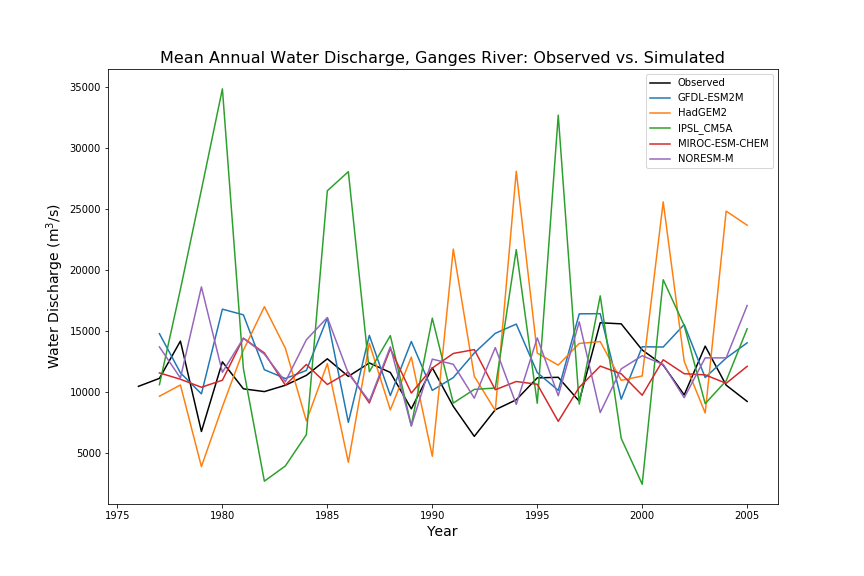 Mean Annual Water Discharge, Ganges River: Observed vs. Simulated
Observed
GFDL-ESM2M
HadGEM2
IPSL_CM5A
MIROC-ESM-CHEM
NORESM-M
Water Discharge (m³/s)
35000
30000
25000
20000
15000
10000
5000
1975 1980 1985 1990 1995 2000 2005
Year